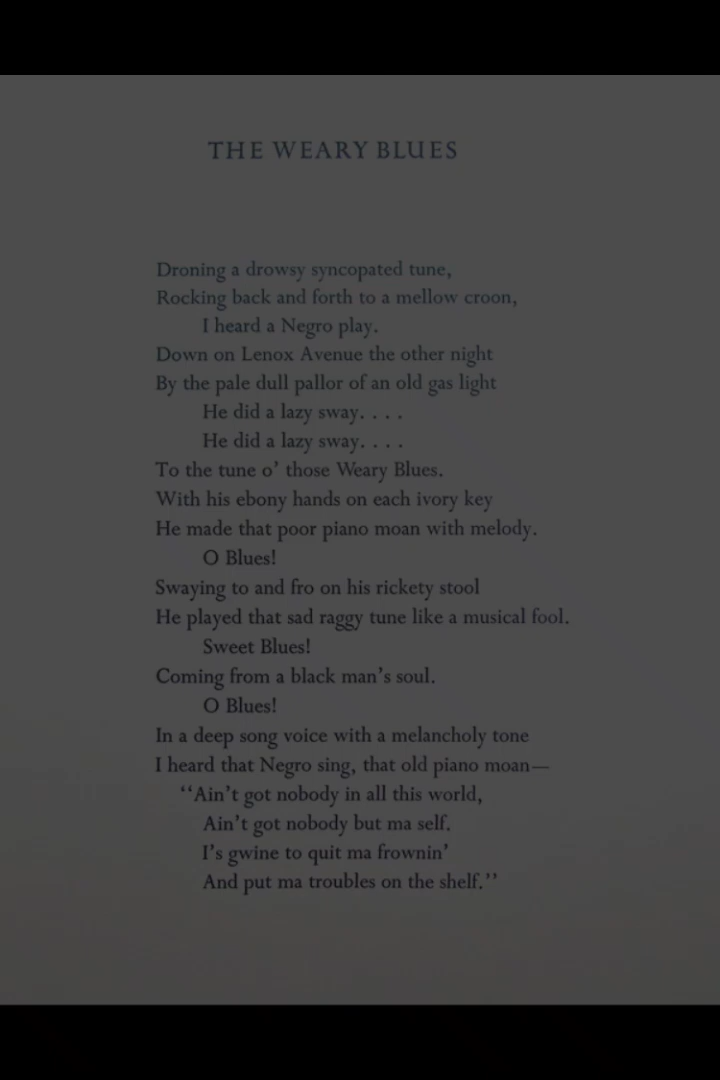 THE WEARY BLUES
Droning a drowsy syncopated tune,
Rocking back and forth to a mellow croon,
I heard a Negro play.
Down on Lenox Avenue the other night
By the pale dull pallor of an old gas light
He did a lazy sway. . . .
He did a lazy sway. . . .
To the tune o’ those Weary Blues.
With his ebony hands on each ivory key
He made that poor piano moan with melody.
O Blues!
Swaying to and fro on his rickety stool
He played that sad raggy tune like a musical fool.
Sweet Blues!
Coming from a black man’s soul.
O Blues!
In a deep song voice with a melancholy tone
I heard that Negro sing, that old piano moan—
‘‘Ain’t got nobody in all this world,
Ain’t got nobody but ma self.
I’s gwine to quit ma frownin’
And put ma troubles on the shelf.’’